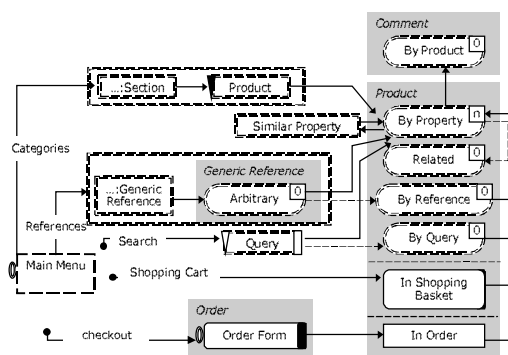 Comment
By Product
0
...:Section
Product
Product
By Property
n
Similar Property
Categories
Related
0
Generic Reference
...:Generic
Reference
Arbitrary
0
By Reference
0
References
Search
Query
By Query
0
Main Menu
Shopping Cart
In Shopping
Basket
Order
checkout
Order Form
In Order